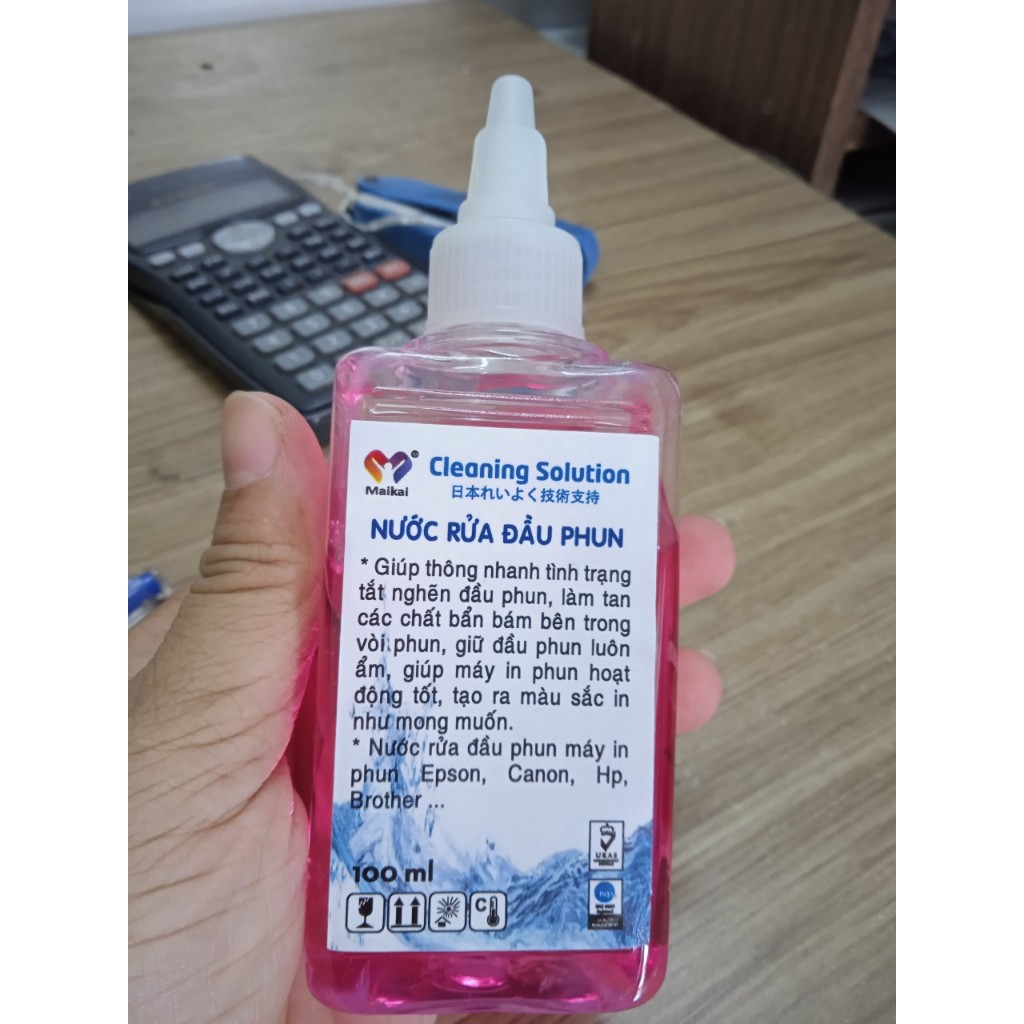 Cleaning Solution
Maikai ®
日本れいよく技術支持
NƯỚC RỬA ĐẦU PHUN
* Giúp thông nhanh tình trạng
tắt nghẽn đầu phun, làm tan
các chất bẩn bám bên trong
vòi phun, giữ đầu phun luôn
ẩm, giúp máy in phun hoạt
động tốt, tạo ra màu sắc in
như mong muốn.
* Nước rửa đầu phun máy in
phun Epson, Canon, Hp,
Brother ...
UKAS
100 ml
C